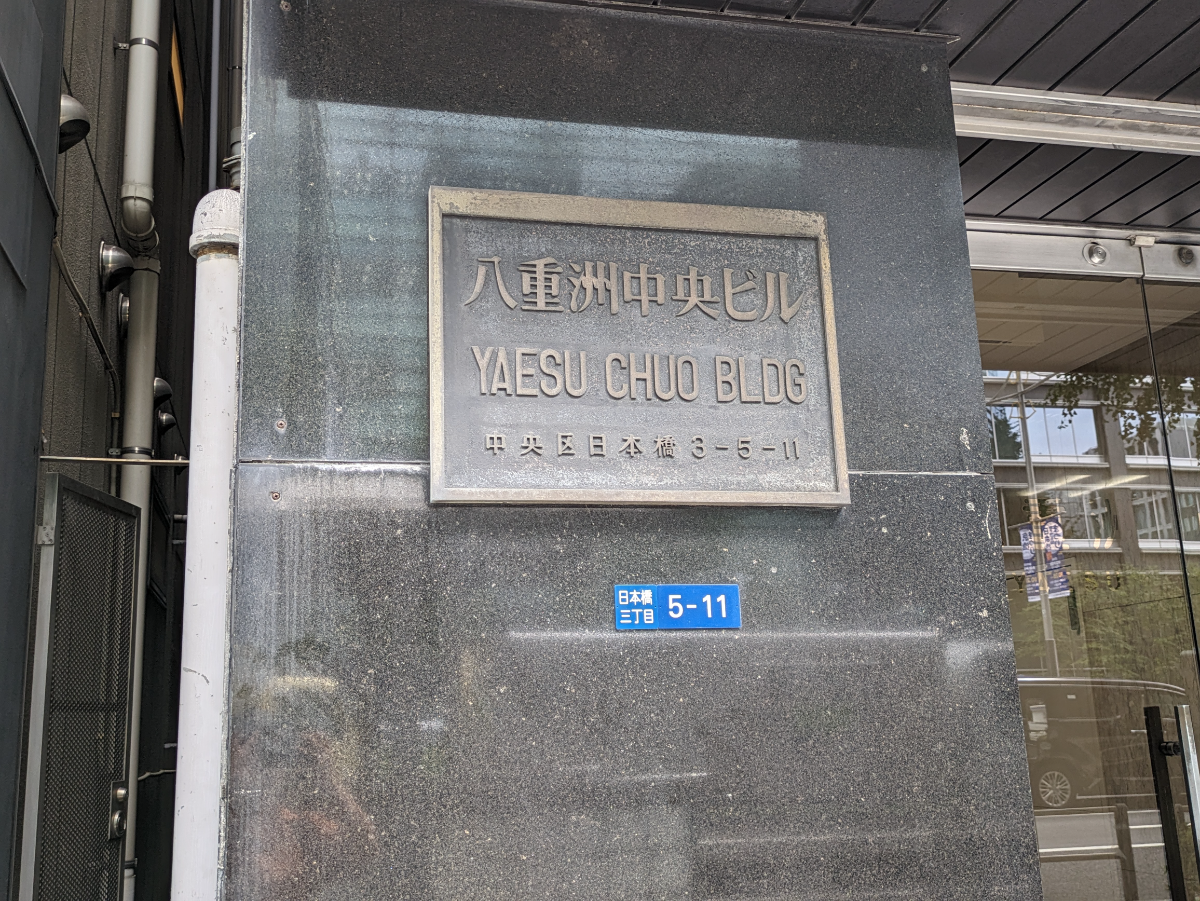 八重洲中央ビル
YAESU CHUO BLDG
中央区日本橋3-5-11
日本橋
三丁目
5-11